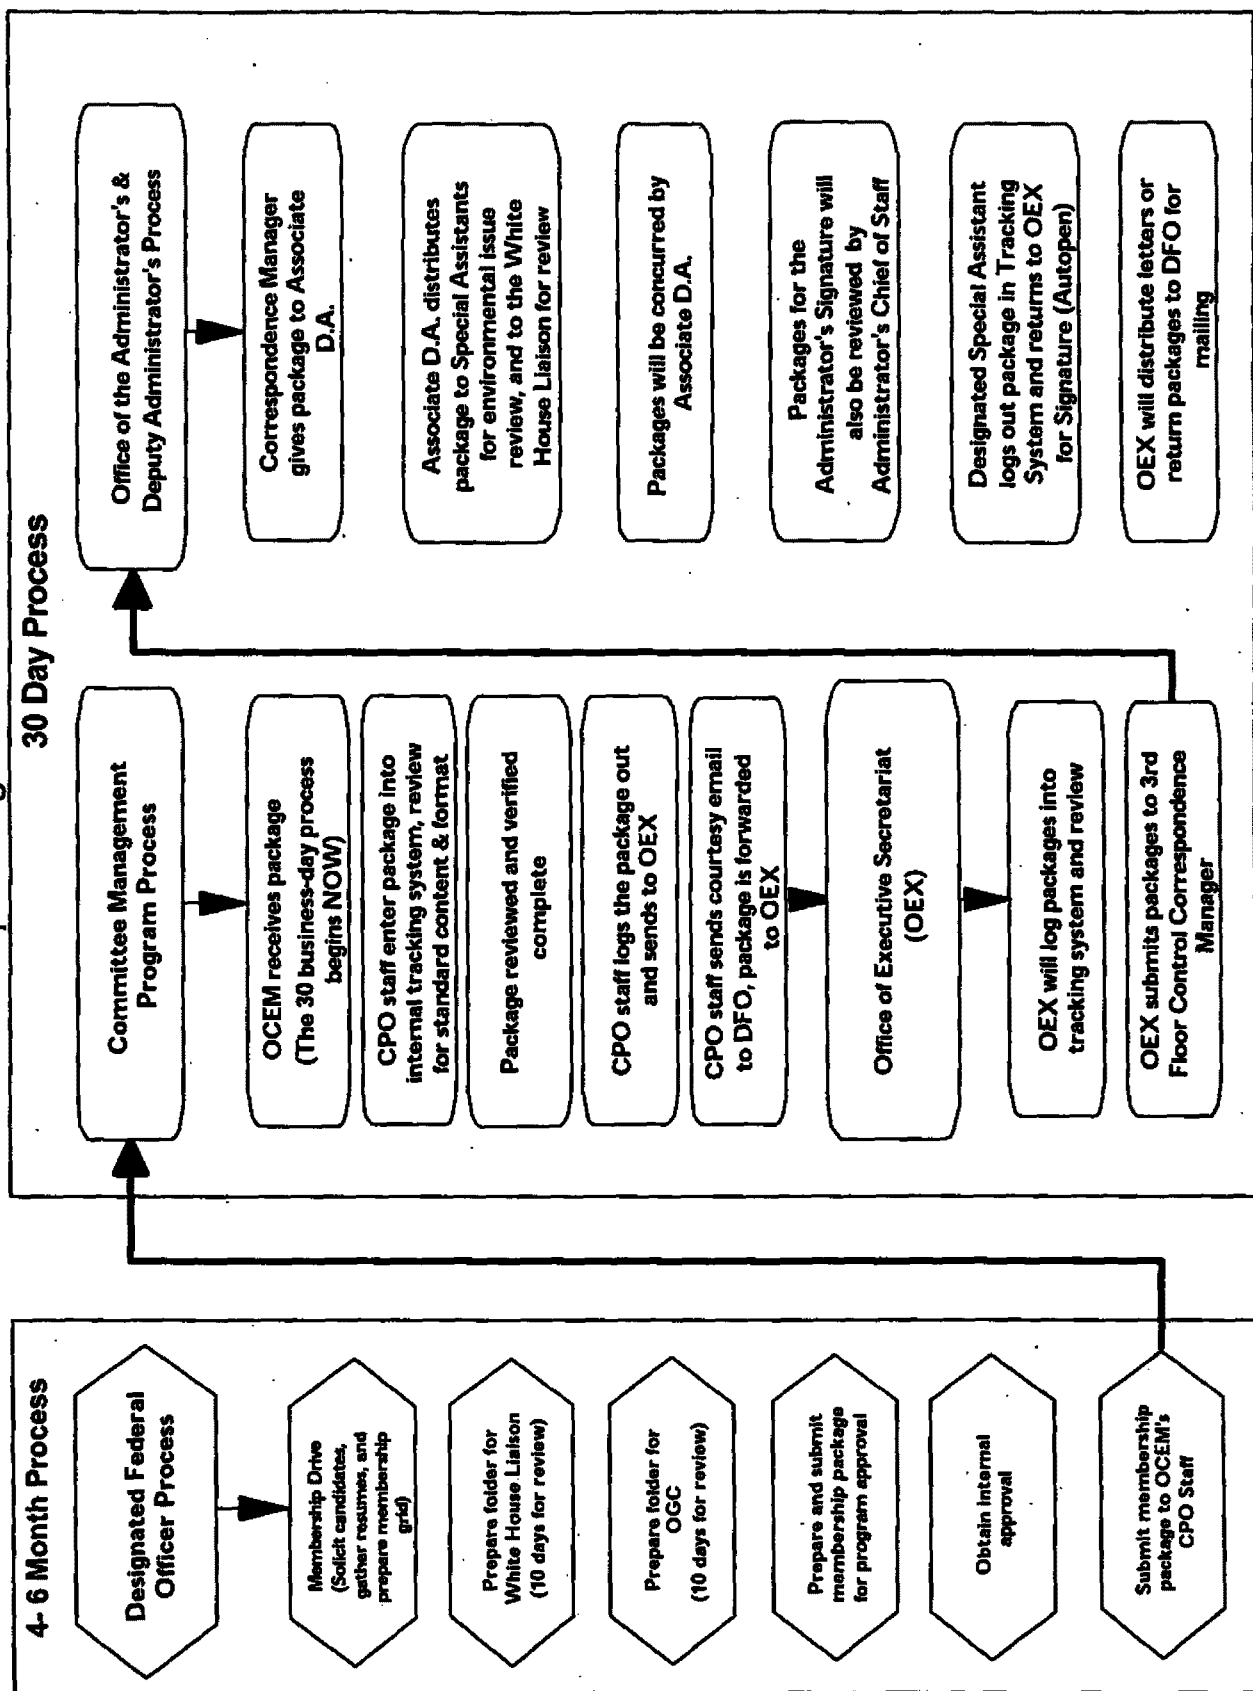 4- 6 Month Process
Designated Federal
Officer Process
Membership Drive
(Solicit candidates,
gather resumes, and
prepare membership
grid)
Prepare folder for
White House Liaison
(10 days for review)
Prepare folder for
OGC
(10 days for review)
Prepare and submit
membership package
for program approval
Obtain internal
approval
Submit membership
package to OCEM's
CPO Staff
30 Day Process
Committee Management
Program Process
OCEM receives package
(The 30 business-day process
begins NOW)
CPO staff enter package into
internal tracking system, review
for standard content & format
Package reviewed and verified
complete
CPO staff logs the package out
and sends to OEX
CPO staff sends courtesy email
to DFO, package is forwarded
to OEX
Office of Executive Secretariat
(OEX)
OEX will log packages into
tracking system and review
OEX submits packages to 3rd
Floor Control Correspondence
Manager
Office of the Administrator's &
Deputy Administrator's Process
Correspondence Manager
gives package to Associate
D.A.
Associate D.A. distributes
package to Special Assistants
for environmental issue
review, and to the White
House Liaison for review
Packages will be concurred by
Associate D.A.
Packages for the
Administrator's Signature will
also be reviewed by
Administrator's Chief of Staff
Designated Special Assistant
logs out package in Tracking
System and returns to OEX
for Signature (Autopen)
OEX will distribute letters or
return packages to DFO for
mailing